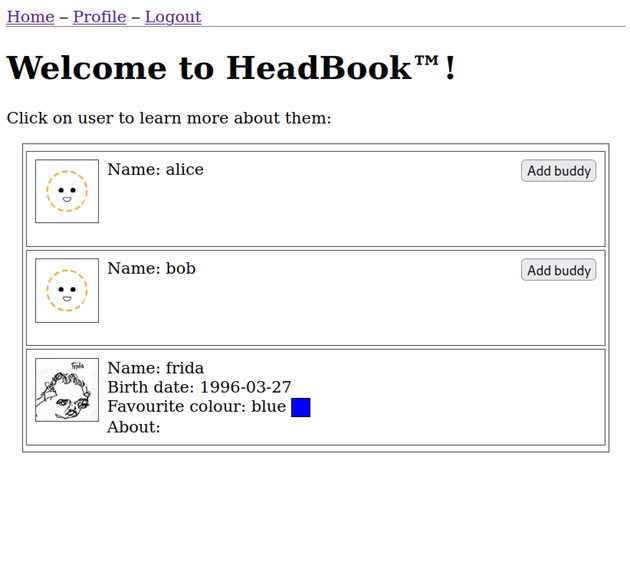 Home – Profile – Logout
Welcome to HeadBook™!
Click on user to learn more about them:
Name: alice
Add buddy
Name: bob
Add buddy
Frida
Name: frida
Birth date: 1996-03-27
Favourite colour: blue
About: